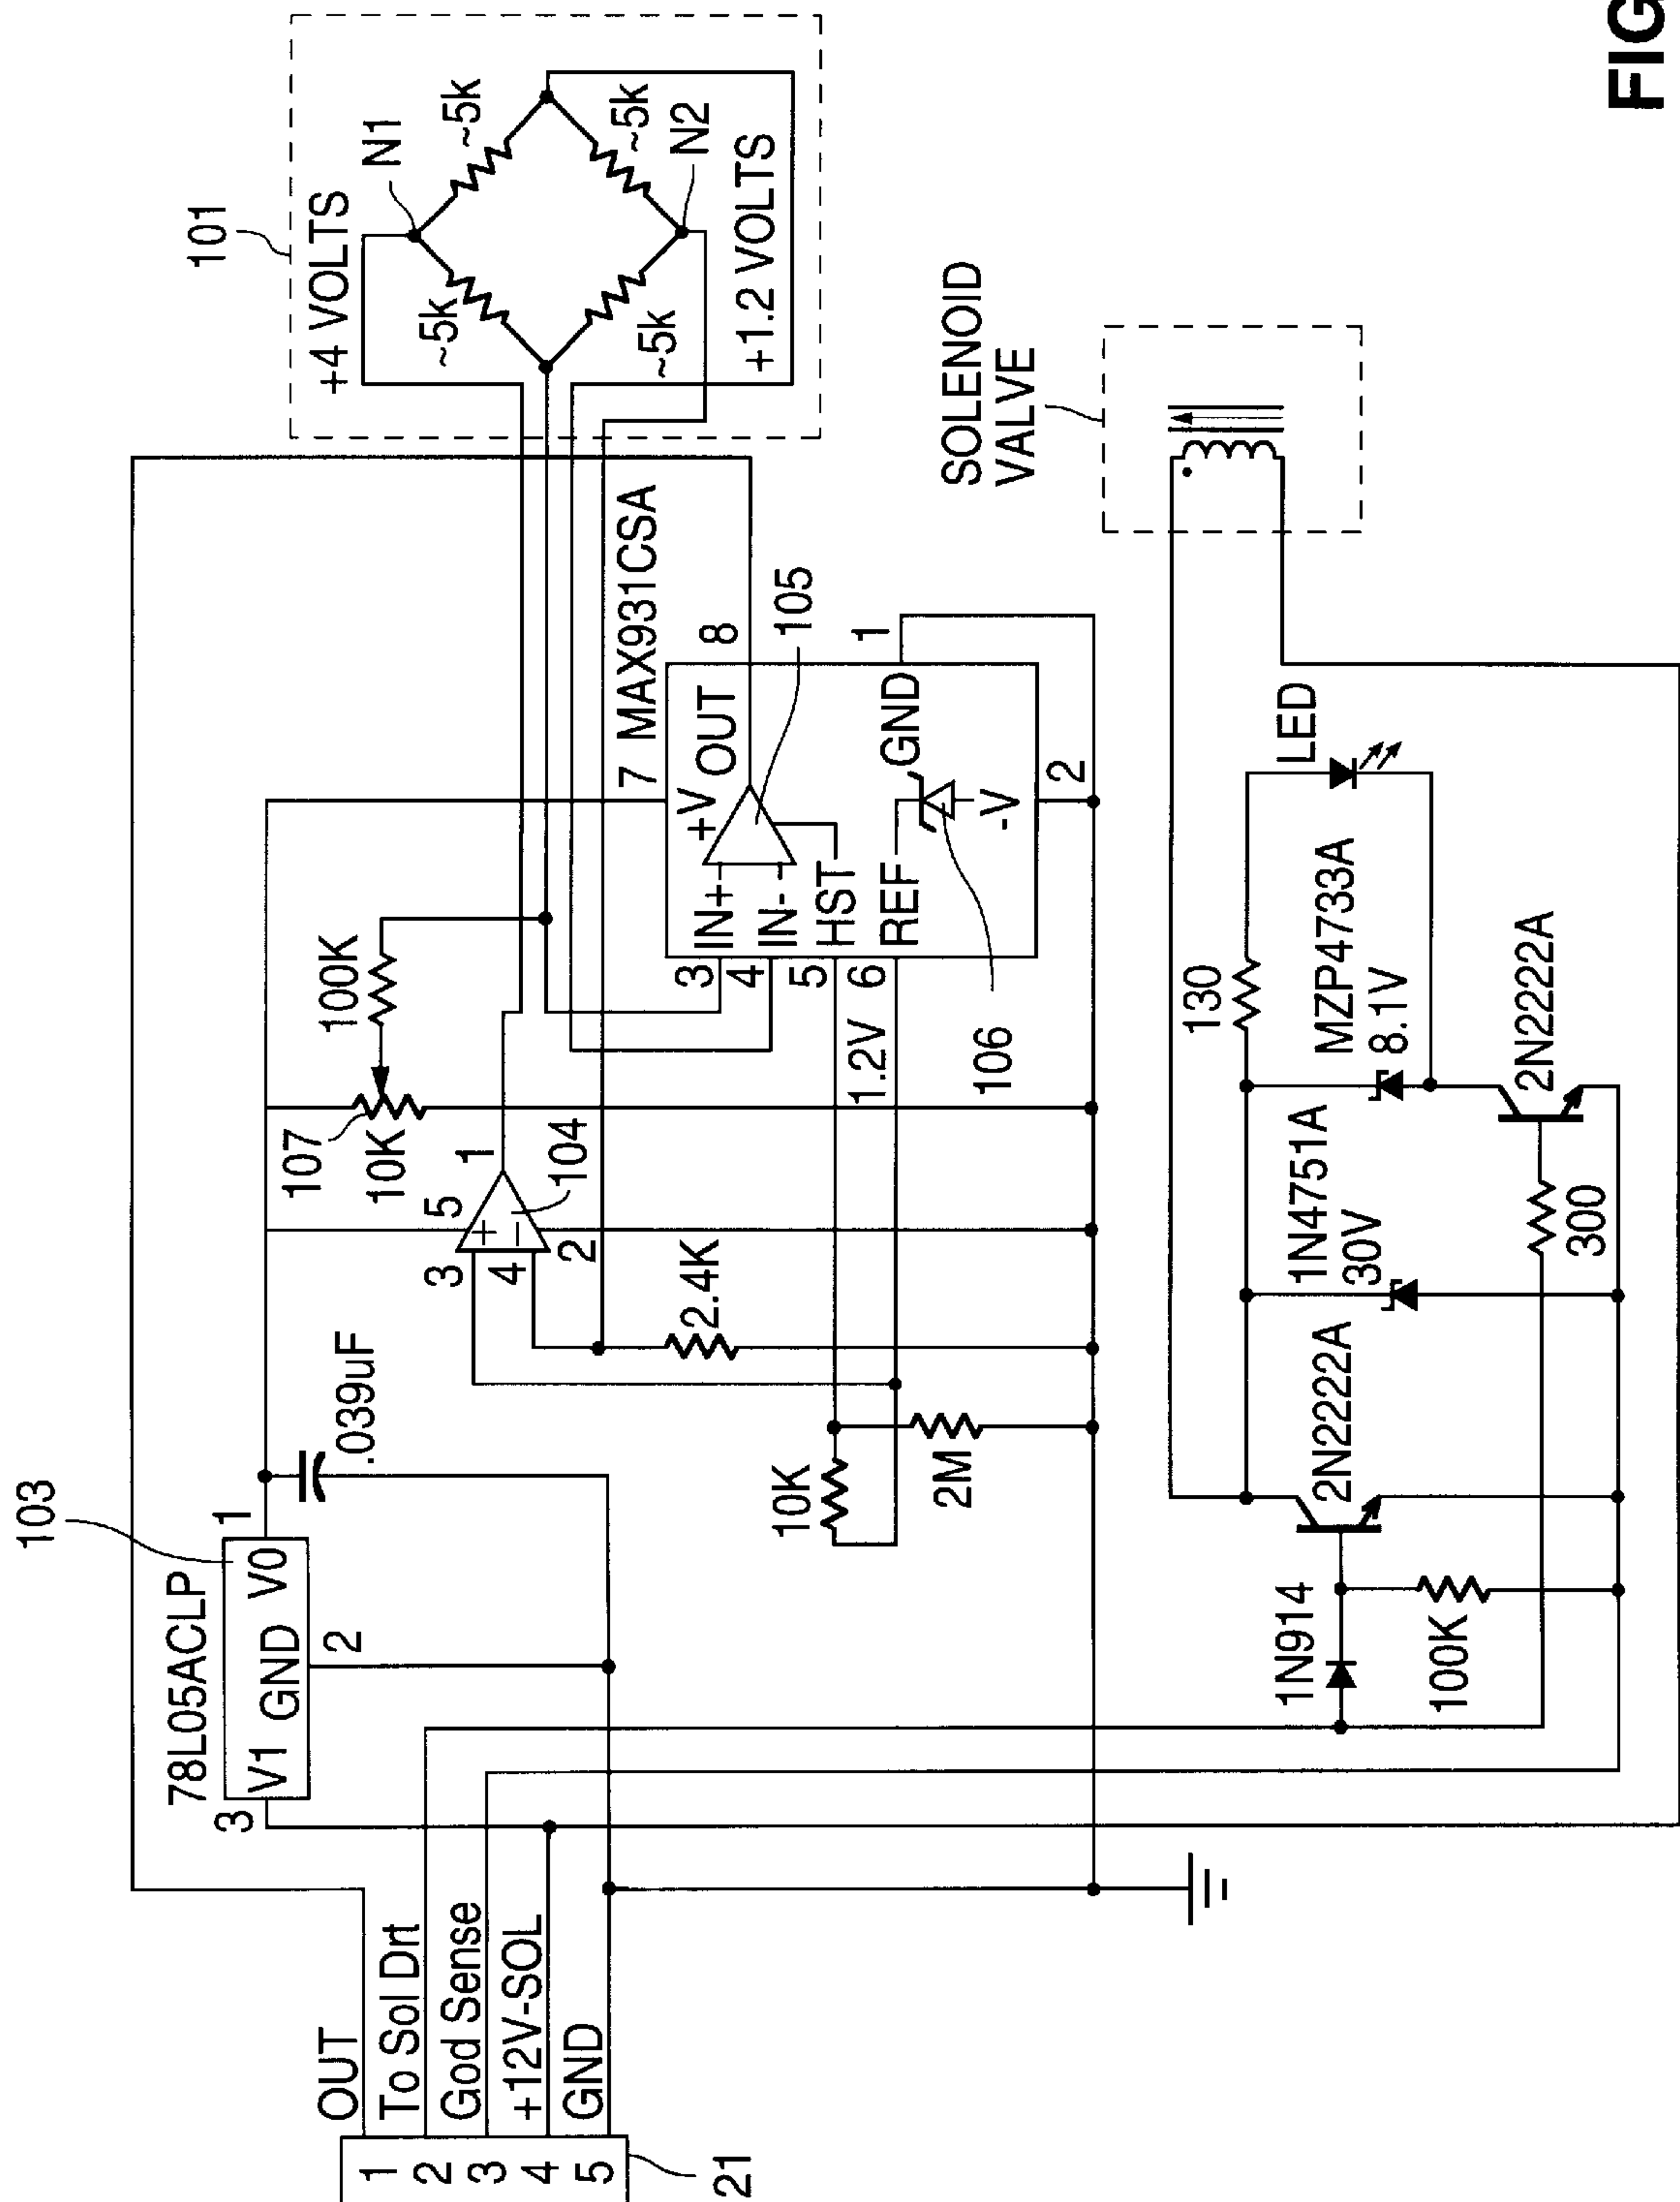 FIG
101
+4 VOLTS
N1
~5k
~5k
~5k
~5k
N2
+1.2 VOLTS
SOLENOID
VALVE
103
78L05ACLP
3
V1 GND V0
1
2
.039uF
107
10K
100K
3
4
5
+
−
1
2
104
2.4K
10K
2M
7 MAX931CSA
+V
OUT
8
105
3
4
5
6
IN+
IN-
HST
REF
GND
1
-V
2
1.2V
106
OUT
To Sol Drt
God Sense
+12V-SOL
GND
1
2
3
4
5
21
1N914
100K
2N2222A
1N4751A
30V
130
MZP4733A
8.1V
LED
300
2N2222A